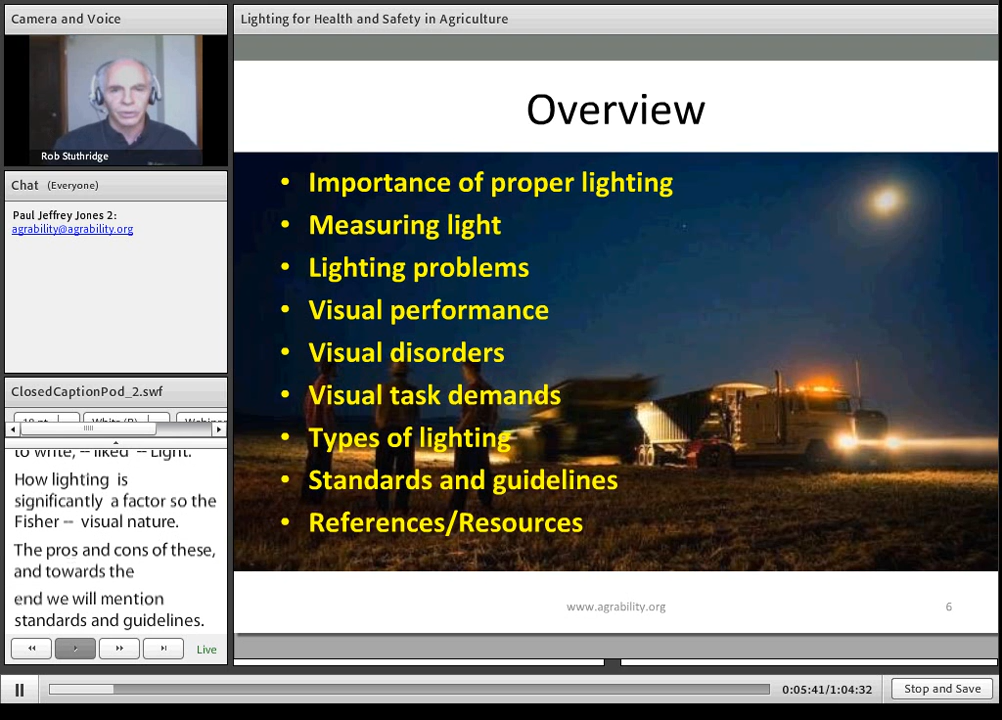 Camera and Voice
Rob Stuthridge
Chat (Everyone)
Paul Jeffrey Jones 2:
agrability@agrability.org
ClosedCaptionPod_2.swf
to write, -- liked -- Light.
How lighting is
significantly a factor so the
Fisher -- visual nature.
The pros and cons of these,
and towards the
end we will mention
standards and guidelines.
Live
Lighting for Health and Safety in Agriculture
Overview
• Importance of proper lighting
• Measuring light
• Lighting problems
• Visual performance
• Visual disorders
• Visual task demands
• Types of lighting
• Standards and guidelines
• References/Resources
www.agrability.org
6
0:05:41/1:04:32
Stop and Save